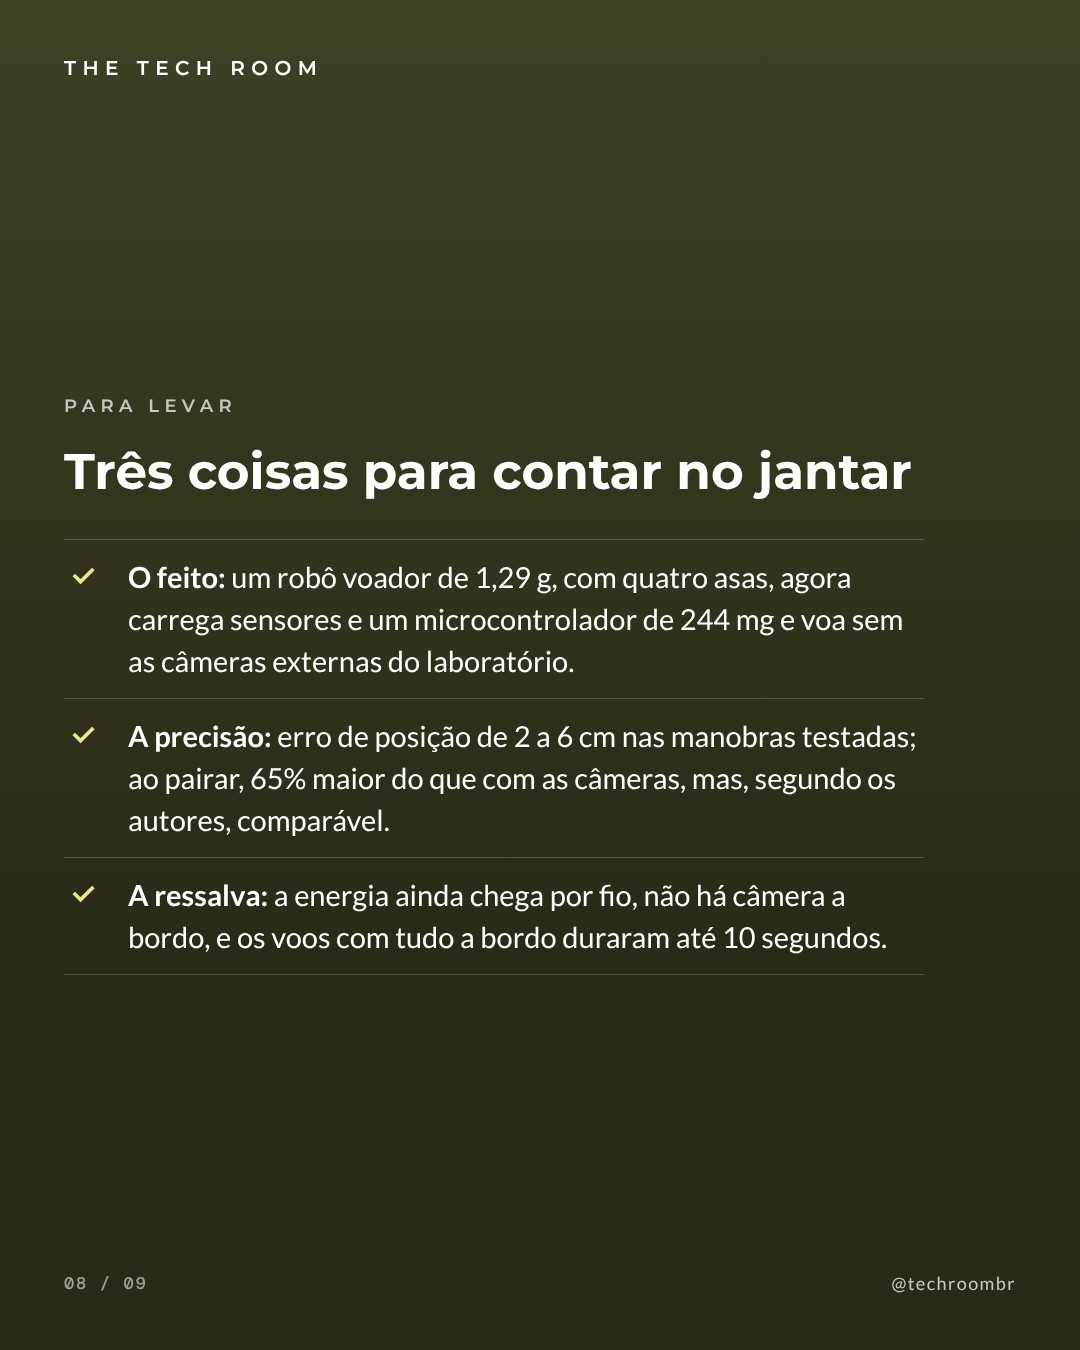 THE TECH ROOM
PARA LEVAR
Três coisas para contar no jantar
O feito: um robô voador de 1,29 g, com quatro asas, agora
carrega sensores e um microcontrolador de 244 mg e voa sem
as câmeras externas do laboratório.
A precisão: erro de posição de 2 a 6 cm nas manobras testadas;
ao pairar, 65% maior do que com as câmeras, mas, segundo os
autores, comparável.
A ressalva: a energia ainda chega por fio, não há câmera a
bordo, e os voos com tudo a bordo duraram até 10 segundos.
08 / 09
@techroombr